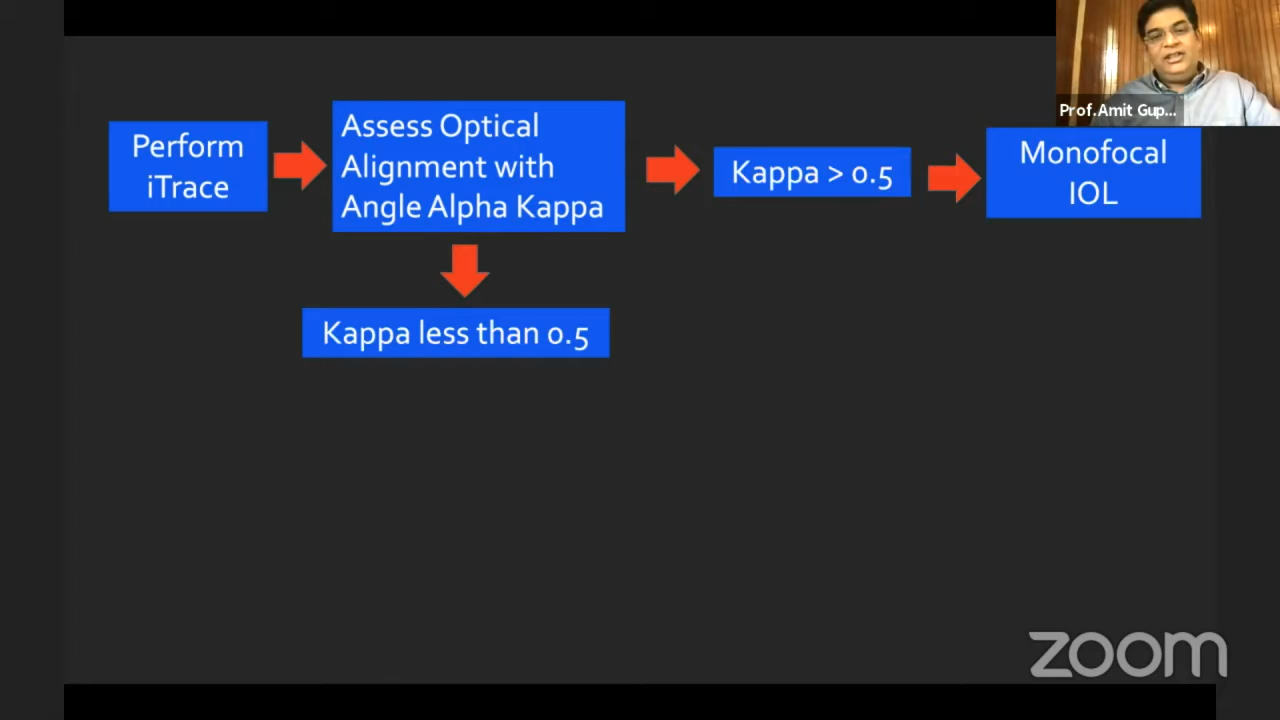 Prof.Amit Gup...
Perform
iTrace
Assess Optical
Alignment with
Angle Alpha Kappa
Kappa > 0.5
Monofocal
IOL
Kappa less than 0.5
zoom